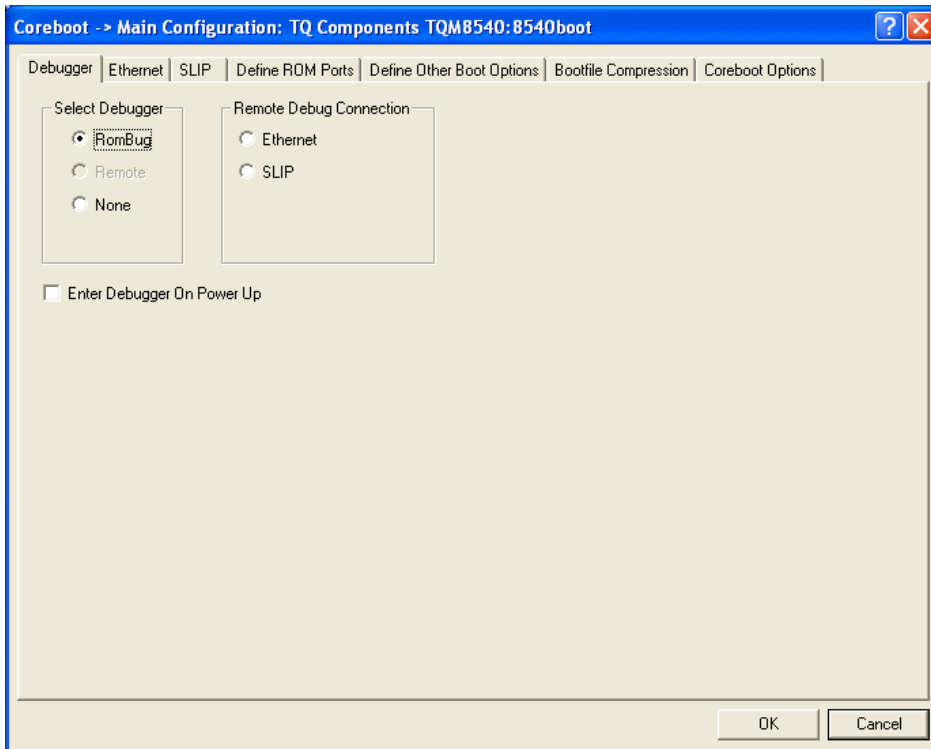 Coreboot -> Main Configuration: TQ Components TQM8540:8540boot
Debugger Ethernet SLIP Define ROM Ports Define Other Boot Options Bootfile Compression Coreboot Options
Select Debugger Remote Debug Connection
RomBug Ethernet
Remote SLIP
None
Enter Debugger On Power Up
OK Cancel